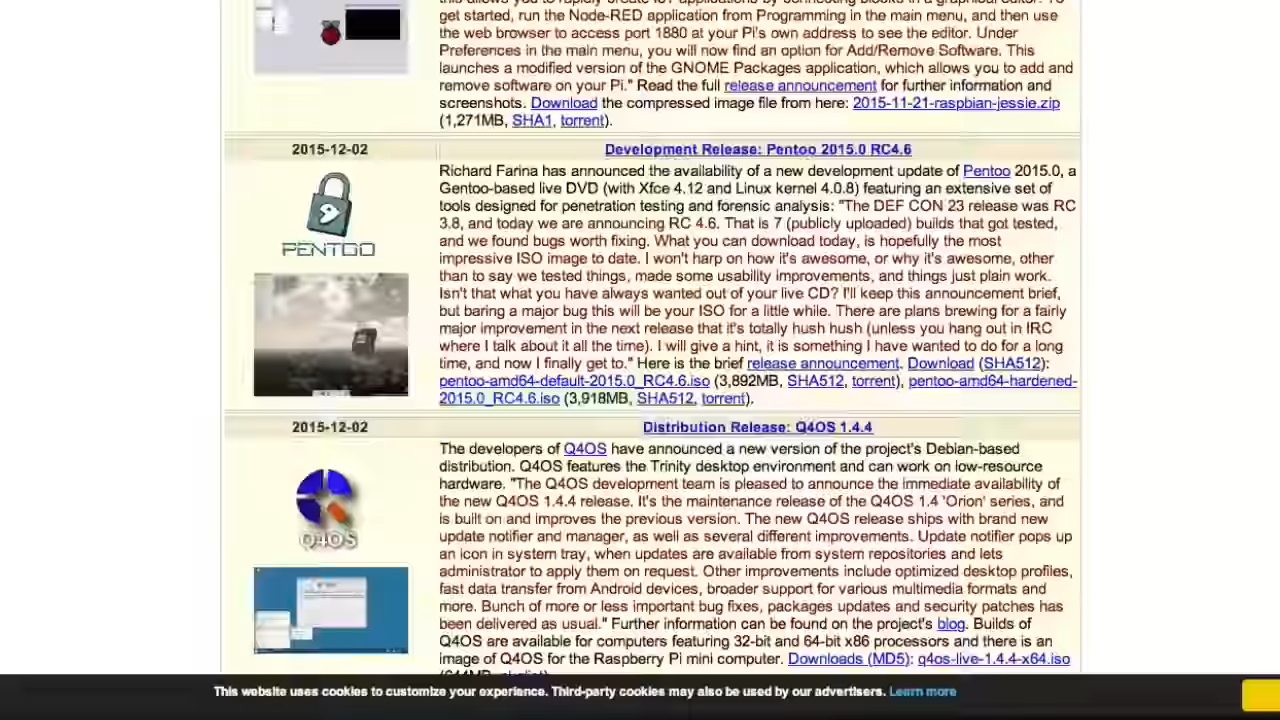 get started, run the Node-RED application from Programming in the main menu, and then use
the web browser to access port 1880 at your Pi's own address to see the editor. Under
Preferences in the main menu, you will now find an option for Add/Remove Software. This
launches a modified version of the GNOME Packages application, which allows you to add and
remove software on your Pi." Read the full release announcement for further information and
screenshots. Download the compressed image file from here: 2015-11-21-raspbian-jessie.zip
(1,271MB, SHA1, torrent).
2015-12-02
Development Release: Pentoo 2015.0 RC4.6
PENTOO
Richard Farina has announced the availability of a new development update of Pentoo 2015.0, a
Gentoo-based live DVD (with Xfce 4.12 and Linux kernel 4.0.8) featuring an extensive set of
tools designed for penetration testing and forensic analysis: "The DEF CON 23 release was RC
3.8, and today we are announcing RC 4.6. That is 7 (publicly uploaded) builds that got tested,
and we found bugs worth fixing. What you can download today, is hopefully the most
impressive ISO image to date. I won't harp on how it's awesome, or why it's awesome, other
than to say we tested things, made some usability improvements, and things just plain work.
Isn't that what you have always wanted out of your live CD? I'll keep this announcement brief,
but baring a major bug this will be your ISO for a little while. There are plans brewing for a fairly
major improvement in the next release that it's totally hush hush (unless you hang out in IRC
where I talk about it all the time). I will give a hint, it is something I have wanted to do for a long
time, and now I finally get to." Here is the brief release announcement. Download (SHA512):
pentoo-amd64-default-2015.0_RC4.6.iso (3,892MB, SHA512, torrent), pentoo-amd64-hardened-
2015.0_RC4.6.iso (3,918MB, SHA512, torrent).
2015-12-02
Distribution Release: Q4OS 1.4.4
Q4OS
The developers of Q4OS have announced a new version of the project's Debian-based
distribution. Q4OS features the Trinity desktop environment and can work on low-resource
hardware. "The Q4OS development team is pleased to announce the immediate availability of
the new Q4OS 1.4.4 release. It's the maintenance release of the Q4OS 1.4 'Orion' series, and
is built on and improves the previous version. The new Q4OS release ships with brand new
update notifier and manager, as well as several different improvements. Update notifier pops up
an icon in system tray, when updates are available from system repositories and lets
administrator to apply them on request. Other improvements include optimized desktop profiles,
fast data transfer from Android devices, broader support for various multimedia formats and
more. Bunch of more or less important bug fixes, packages updates and security patches has
been delivered as usual." Further information can be found on the project's blog. Builds of
Q4OS are available for computers featuring 32-bit and 64-bit x86 processors and there is an
image of Q4OS for the Raspberry Pi mini computer. Downloads (MD5): q4os-live-1.4.4-x64.iso
This website uses cookies to customize your experience. Third-party cookies may also be used by our advertisers. Learn more